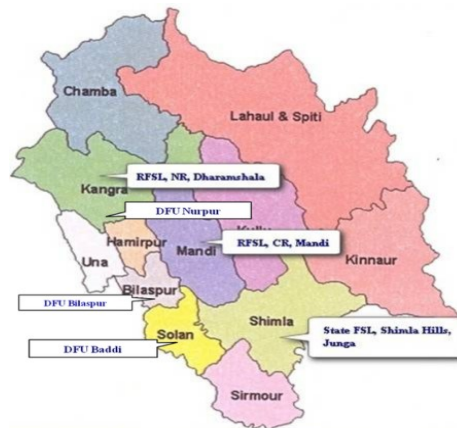 Chamba
Lahaul & Spiti
RFSL, NR, Dharamshala
Kangra
DFU Nurpur
Hamirpur
RFSL, CR, Mandi
Mandi
Una
Kinnaur
Bilaspur
DFU Bilaspur
Shimla
State FSL, Shimla Hills,
Junga
Solan
DFU Baddi
Sirmour